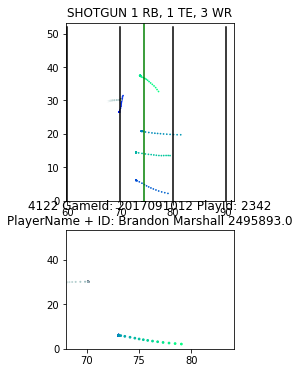 SHOTGUN 1 RB, 1 TE, 3 WR
50
40
30
20
10
0
60 70 80 90
4122 GameId: 2017091012 PlayId: 2342
PlayerName + ID: Brandon Marshall 2495893.0
40
20
0
70 75 80